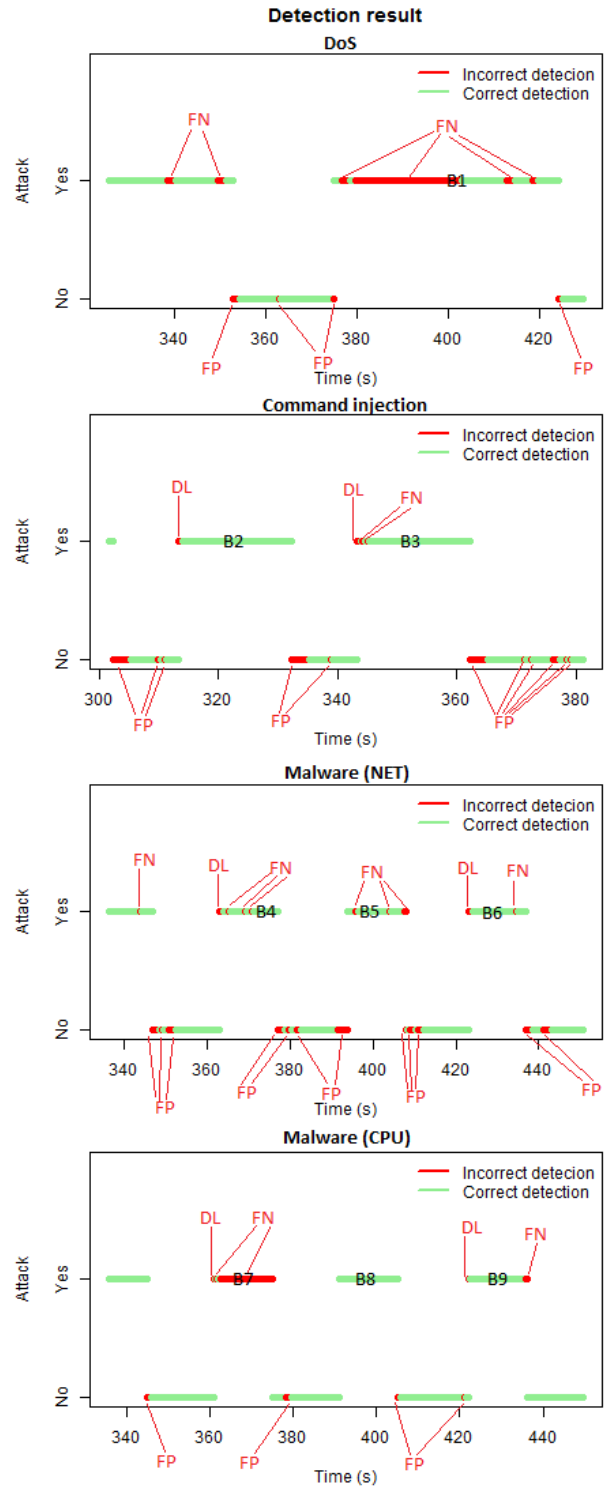 Detection result
DoS
Incorrect detecion
Correct detection
FN
FN
Attack
Yes
B1
No
340
360
380
400
420
FP
FP
FP
Time (s)
Command injection
Incorrect detecion
Correct detection
DL
DL
FN
Attack
Yes
B2
B3
No
300
320
340
360
380
FP
FP
FP
Time (s)
Malware (NET)
Incorrect detecion
Correct detection
FN
DL
FN
FN
DL
FN
Attack
Yes
B4
B5
B6
No
340
360
380
400
420
440
FP
FP
FP
FP
FP
Time (s)
Malware (CPU)
Incorrect detecion
Correct detection
DL
FN
DL
FN
Attack
Yes
B7
B8
B9
No
340
360
380
400
420
440
FP
FP
FP
Time (s)